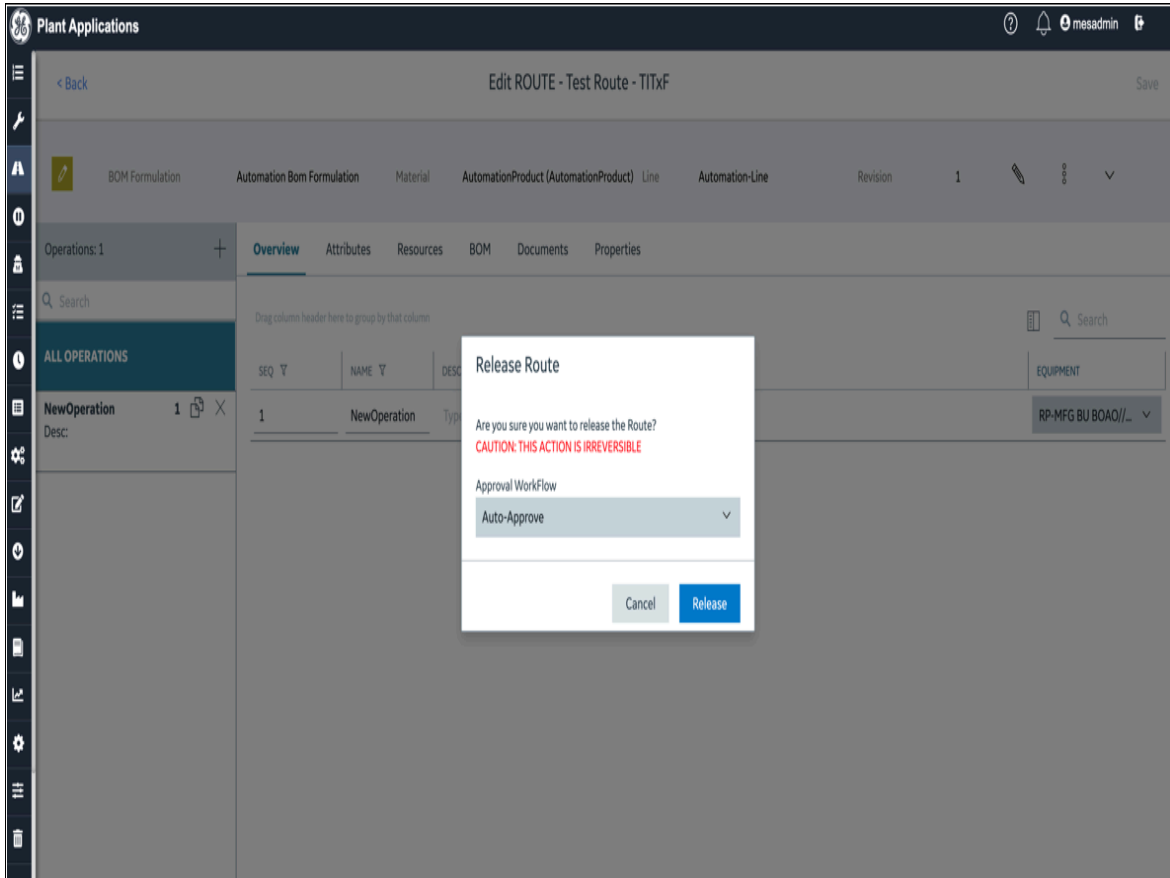 Plant Applications
mesadmin
< Back
Edit ROUTE - Test Route - TITxF
Save
BOM Formulation Automation Bom Formulation Material AutomationProduct (AutomationProduct) Line Automation-Line Revision 1
Operations: 1
Overview Attributes Resources BOM Documents Properties
Search
Drag column header here to group by that column
Search
ALL OPERATIONS
SEQ NAME DESC EQUIPMENT
NewOperation 1
Desc:
1 NewOperation Type RP-MFG BU BOAO//...
Release Route
Are you sure you want to release the Route?
CAUTION: THIS ACTION IS IRREVERSIBLE
Approval WorkFlow
Auto-Approve
Cancel Release